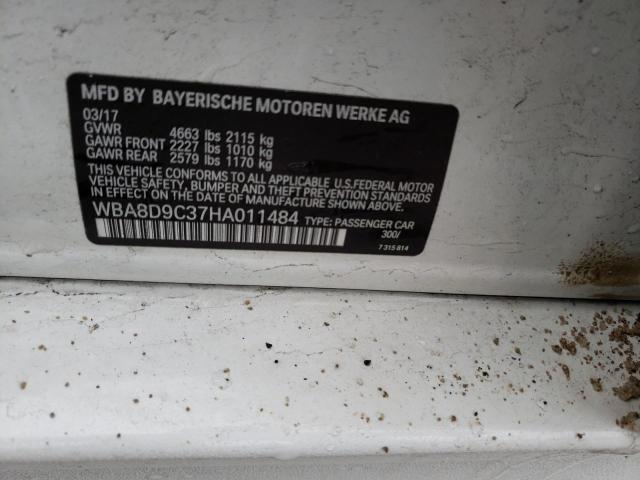 MFD BY BAYERISCHE MOTOREN WERKE AG
03/17
GVWR 4663 lbs 2115 kg
GAWR FRONT 2227 lbs 1010 kg
GAWR REAR 2579 lbs 1170 kg
THIS VEHICLE CONFORMS TO ALL APPLICABLE U.S.FEDERAL MOTOR
VEHICLE SAFETY, BUMPER AND THEFT PREVENTION STANDARDS
IN EFFECT ON THE DATE OF MANUFACTURE SHOWN ABOVE.
WBA8D9C37HA011484 TYPE: PASSENGER CAR
300/
7 315 814